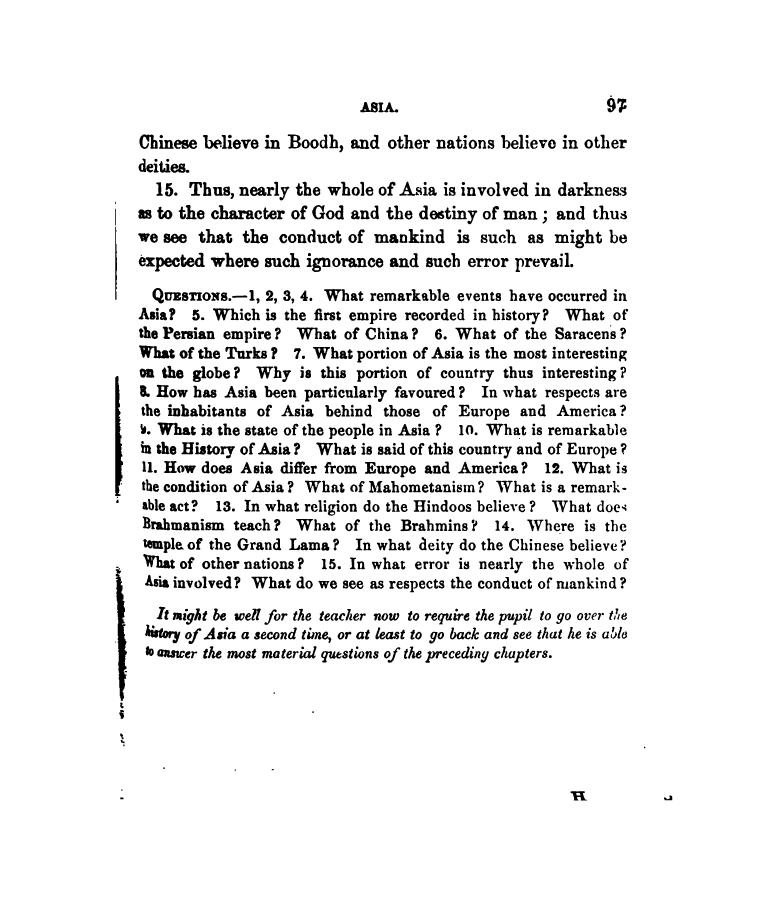 ASIA. 97
Chinese believe in Boodh, and other nations believe in other
deities.
15. Thus, nearly the whole of Asia is involved in darkness
as to the character of God and the destiny of man; and thus
we see that the conduct of mankind is such as might be
expected where such ignorance and such error prevail.
QUESTIONS.—1, 2, 3, 4. What remarkable events have occurred in
Asia? 5. Which is the first empire recorded in history? What of
the Persian empire? What of China? 6. What of the Saracens?
What of the Turks? 7. What portion of Asia is the most interesting
on the globe? Why is this portion of country thus interesting?
8. How has Asia been particularly favoured? In what respects are
the inhabitants of Asia behind those of Europe and America?
9. What is the state of the people in Asia? 10. What is remarkable
in the History of Asia? What is said of this country and of Europe?
11. How does Asia differ from Europe and America? 12. What is
the condition of Asia? What of Mahometanism? What is a remark-
able act? 13. In what religion do the Hindoos believe? What does
Brahmanism teach? What of the Brahmins? 14. Where is the
temple of the Grand Lama? In what deity do the Chinese believe?
What of other nations? 15. In what error is nearly the whole of
Asia involved? What do we see as respects the conduct of mankind?
It might be well for the teacher now to require the pupil to go over the
history of Asia a second time, or at least to go back and see that he is able
to answer the most material questions of the preceding chapters.
H